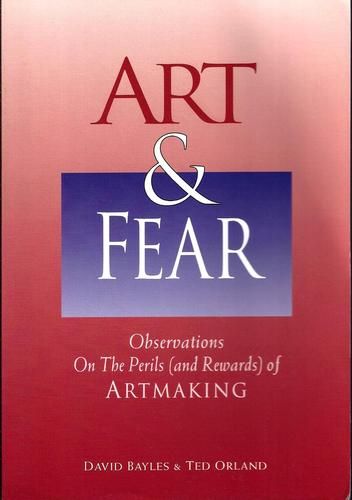 ART
&
FEAR
Observations
On The Perils (and Rewards) of
ARTMAKING
DAVID BAYLES & TED ORLAND